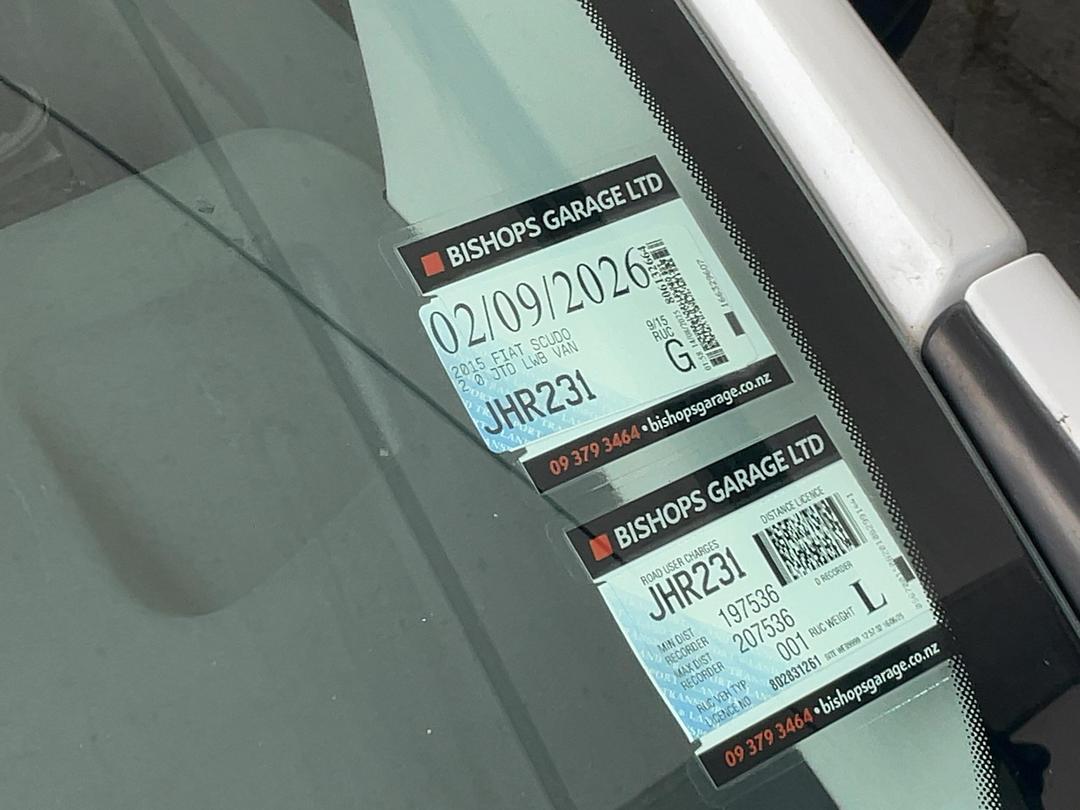 BISHOPS GARAGE LTD
02/09/2026
2015 FIAT SCUDO
2 0 JTD LWB VAN
JHR231
9/15
RUC
G
09 379 3464 • bishopsgarage.co.nz
BISHOPS GARAGE LTD
ROAD USER CHARGES
DISTANCE LICENCE
JHR231
MIN DIST
RECORDER
197536
MAX DIST
RECORDER
207536
D RECORDER
RUC VEH TYP
001
RUC WEIGHT
L
LICENCE NO
802831261
09 379 3464 • bishopsgarage.co.nz